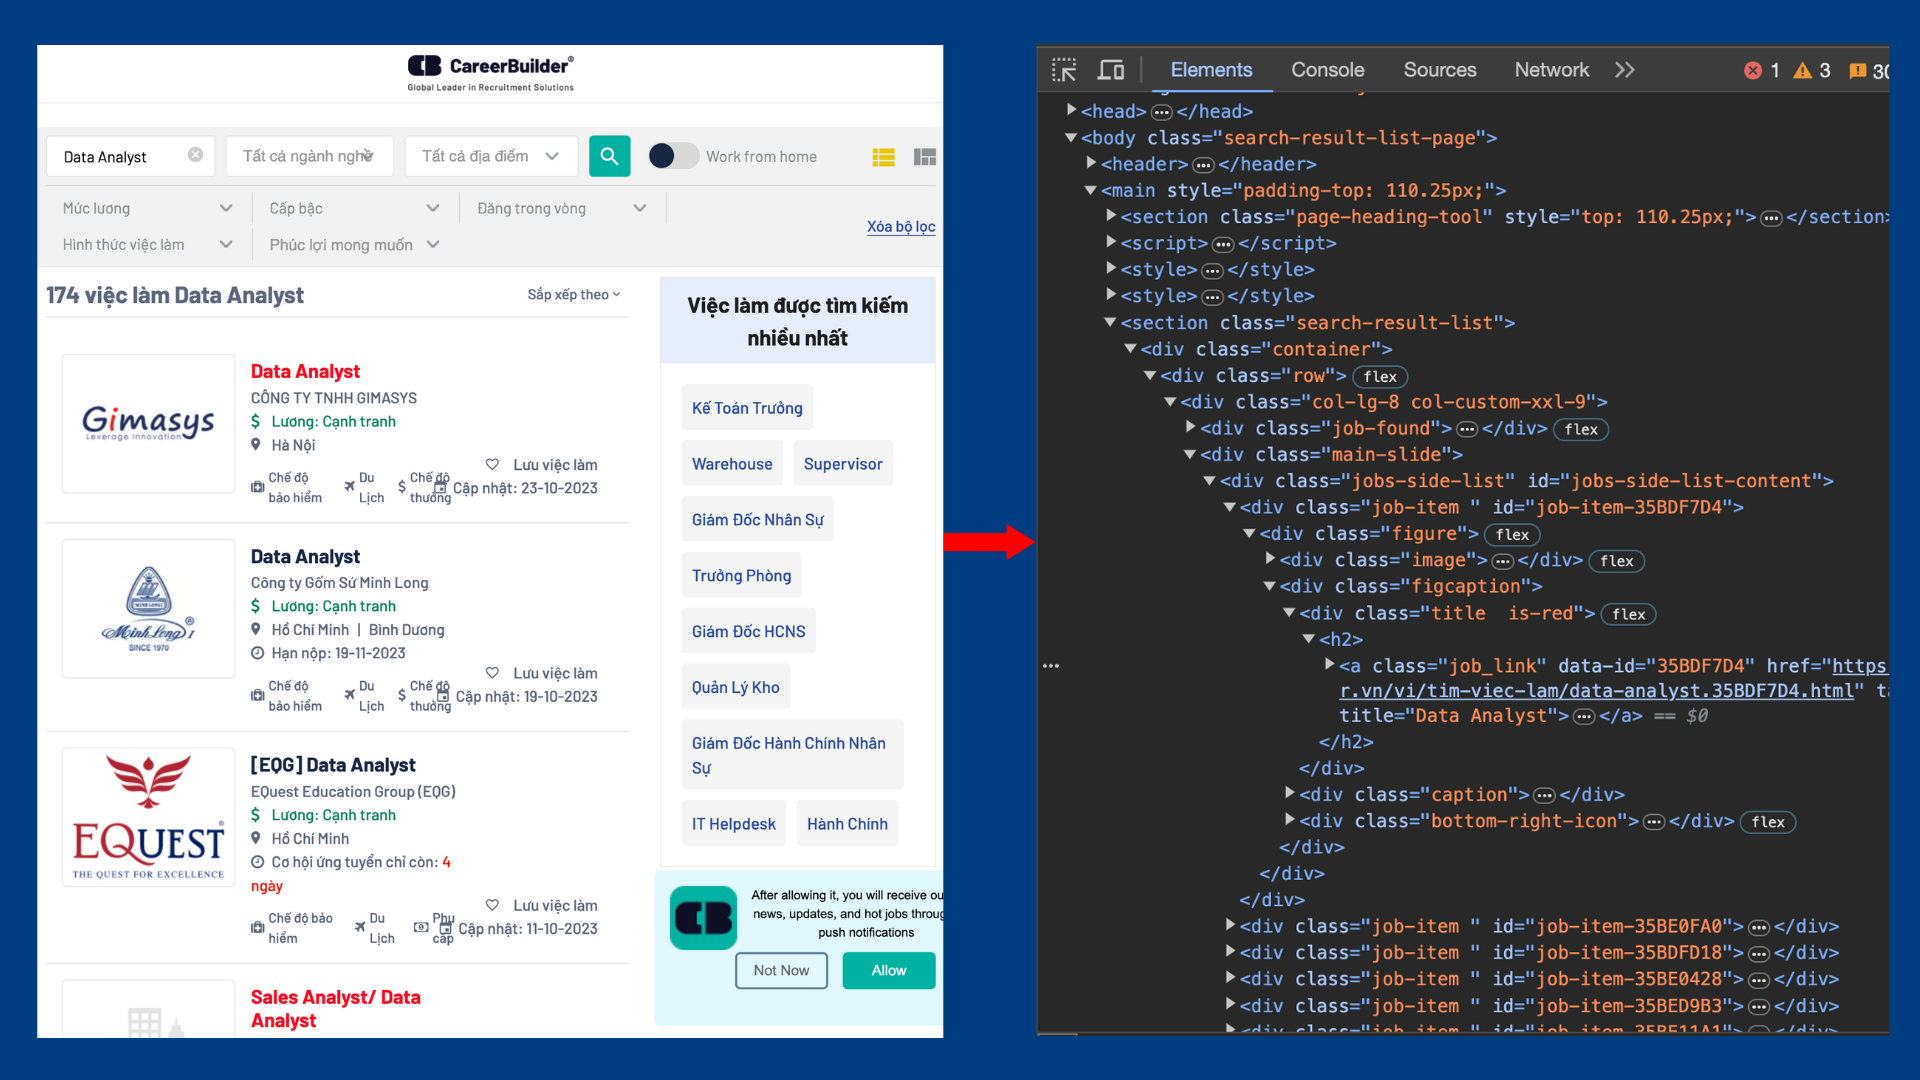 CareerBuilder®
Global Leader in Recruitment Solutions
Data Analyst
Tất cả ngành nghề
Tất cả địa điểm
Work from home
Mức lương
Cấp bậc
Đăng trong vòng
Xóa bộ lọc
Hình thức việc làm
Phúc lợi mong muốn
174 việc làm Data Analyst
Sắp xếp theo
Gimasys
Leverage Innovation
Data Analyst
CÔNG TY TNHH GIMASYS
$ Lương: Cạnh tranh
Hà Nội
Lưu việc làm
Chế độ bảo hiểm
Du Lịch
$ Chế độ thưởng
Cập nhật: 23-10-2023
MINH LONG I
Minh Long I
SINCE 1970
Data Analyst
Công ty Gốm Sứ Minh Long
$ Lương: Cạnh tranh
Hồ Chí Minh | Bình Dương
Hạn nộp: 19-11-2023
Lưu việc làm
Chế độ bảo hiểm
Du Lịch
$ Chế độ thưởng
Cập nhật: 19-10-2023
EQUEST
THE QUEST FOR EXCELLENCE
[EQG] Data Analyst
EQuest Education Group (EQG)
$ Lương: Cạnh tranh
Hồ Chí Minh
Cơ hội ứng tuyển chỉ còn: 4
ngày
Lưu việc làm
Chế độ bảo hiểm
Du Lịch
Phụ cấp
Cập nhật: 11-10-2023
Sales Analyst/ Data
Analyst
Việc làm được tìm kiếm
nhiều nhất
Kế Toán Trưởng
Warehouse
Supervisor
Giám Đốc Nhân Sự
Trưởng Phòng
Giám Đốc HCNS
Quản Lý Kho
Giám Đốc Hành Chính Nhân
Sự
IT Helpdesk
Hành Chính
CB
After allowing it, you will receive ou
news, updates, and hot jobs throug
push notifications
Not Now
Allow
Elements
Console
Sources
Network
1
3
30
<head>…</head>
<body class="search-result-list-page">
<header>…</header>
<main style="padding-top: 110.25px;">
<section class="page-heading-tool" style="top: 110.25px;">…</section>
<script>…</script>
<style>…</style>
<style>…</style>
<section class="search-result-list">
<div class="container">
<div class="row"> flex
<div class="col-lg-8 col-custom-xxl-9">
<div class="job-found">…</div> flex
<div class="main-slide">
<div class="jobs-side-list" id="jobs-side-list-content">
<div class="job-item " id="job-item-35BDF7D4">
<div class="figure"> flex
<div class="image">…</div> flex
<div class="figcaption">
<div class="title  is-red"> flex
<h2>
<a class="job_link" data-id="35BDF7D4" href="https
r.vn/vi/tim-viec-lam/data-analyst.35BDF7D4.html" ta
title="Data Analyst">…</a> == $0
</h2>
</div>
<div class="caption">…</div>
<div class="bottom-right-icon">…</div> flex
</div>
</div>
</div>
<div class="job-item " id="job-item-35BE0FA0">…</div>
<div class="job-item " id="job-item-35BDFD18">…</div>
<div class="job-item " id="job-item-35BE0428">…</div>
<div class="job-item " id="job-item-35BED9B3">…</div>
<div class="job-item " id="job-item-35BE11A1">…</div>